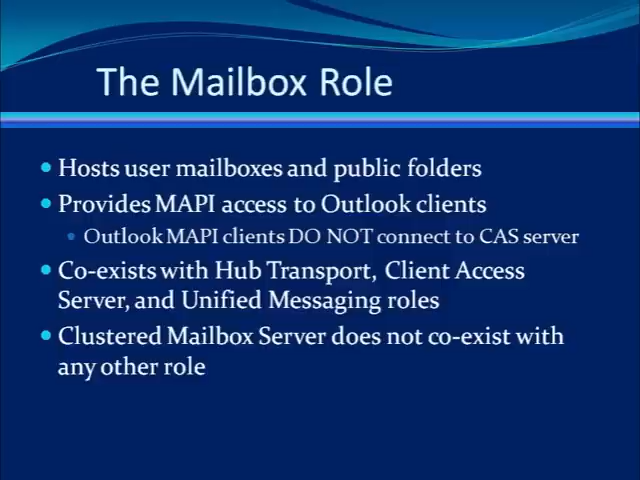 The Mailbox Role
Hosts user mailboxes and public folders
Provides MAPI access to Outlook clients
Outlook MAPI clients DO NOT connect to CAS server
Co-exists with Hub Transport, Client Access
Server, and Unified Messaging roles
Clustered Mailbox Server does not co-exist with
any other role